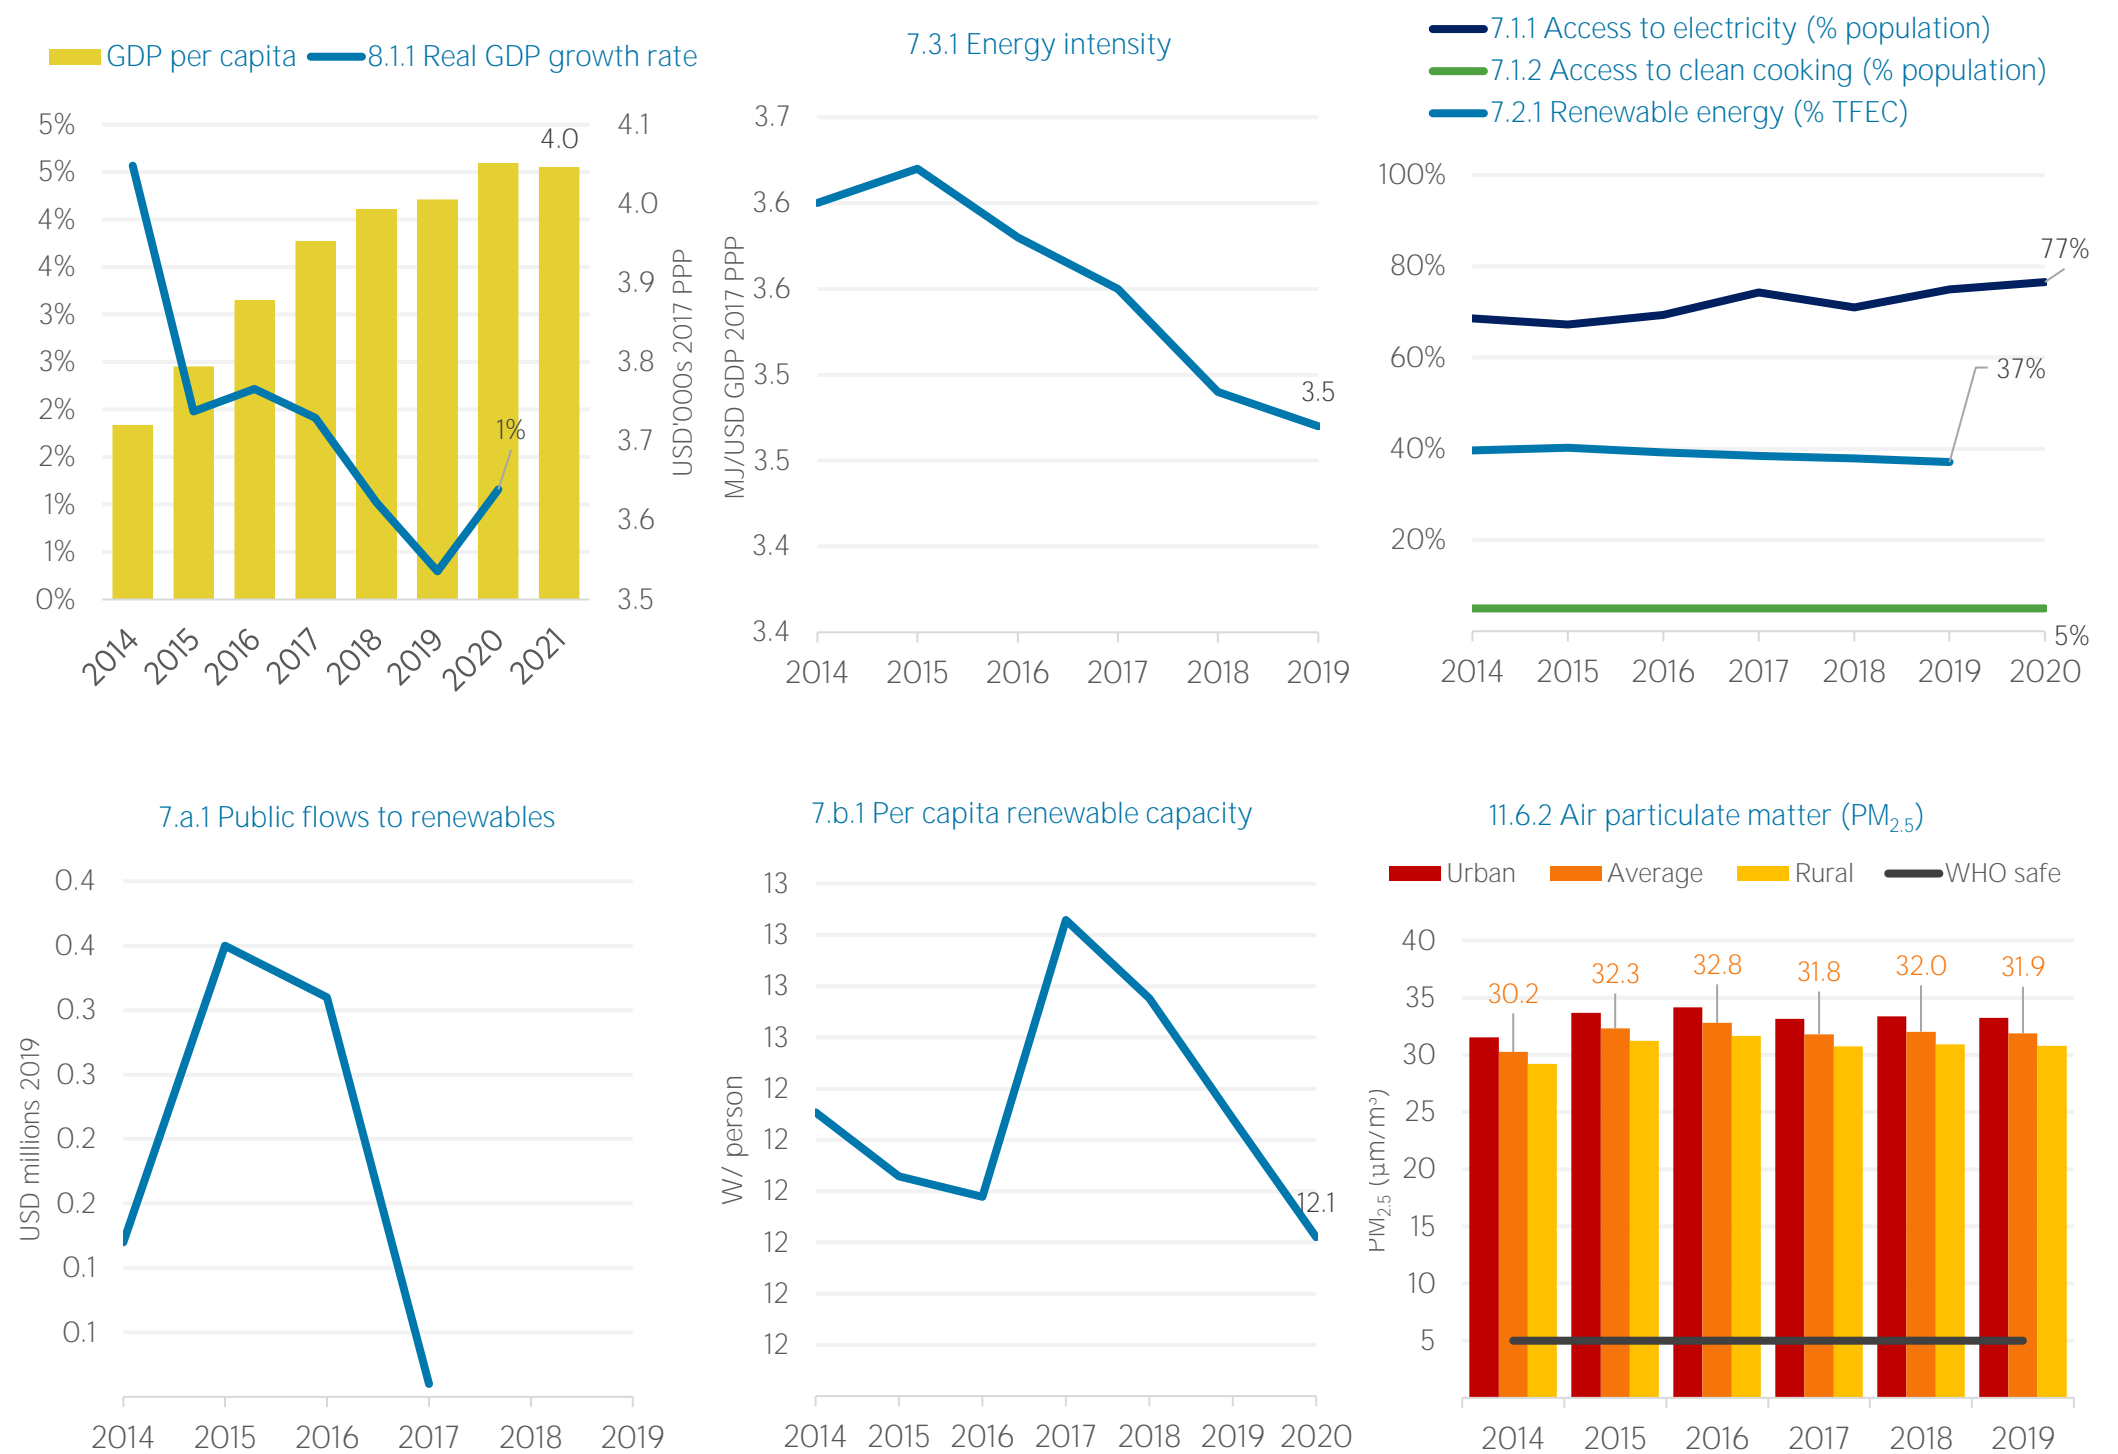 GDP per capita 8.1.1 Real GDP growth rate
5% 4.1
4.0
5%
4% 4.0
4% 3.9
3%
3% 3.8
2% 3.7
1%
2%
1% 3.6
1%
0% 3.5
USD'000s 2017 PPP
2014 2015 2016 2017 2018 2019 2020 2021
7.3.1 Energy intensity
3.7
3.6
3.6
3.5
3.5
3.5
3.4
3.4
MJ/USD GDP 2017 PPP
2014 2015 2016 2017 2018 2019
7.1.1 Access to electricity (% population)
7.1.2 Access to clean cooking (% population)
7.2.1 Renewable energy (% TFEC)
100%
77%
80%
60%
37%
40%
20%
5%
2014 2015 2016 2017 2018 2019 2020
7.a.1 Public flows to renewables
0.4
0.4
0.3
0.3
0.2
0.2
0.1
0.1
USD millions 2019
2014 2015 2016 2017 2018 2019
7.b.1 Per capita renewable capacity
13
13
13
13
12
12
12
12.1
12
12
12
W/ person
2014 2015 2016 2017 2018 2019 2020
11.6.2 Air particulate matter (PM2.5)
Urban Average Rural WHO safe
40
35
30
25
20
15
10
5
30.2 32.3 32.8 31.8 32.0 31.9
PM2.5 (µm/m³)
2014 2015 2016 2017 2018 2019